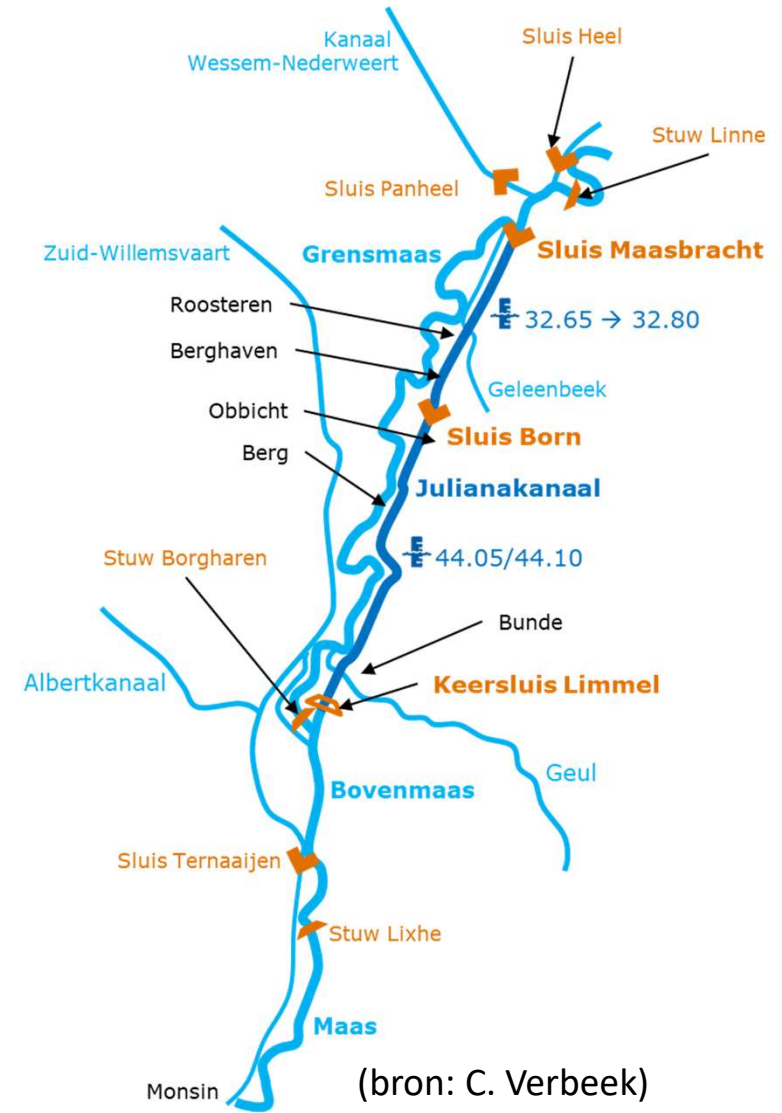 Kanaal
Wessem-Nederweert
Sluis Heel
Stuw Linne
Sluis Panheel
Zuid-Willemsvaart
Grensmaas
Sluis Maasbracht
Roosteren
32.65 → 32.80
Berghaven
Geleenbeek
Obbicht
Sluis Born
Berg
Julianakanaal
Stuw Borgharen
44.05/44.10
Bunde
Albertkanaal
Keersluis Limmel
Geul
Bovenmaas
Sluis Ternaaijen
Stuw Lixhe
Maas
Monsin
(bron: C. Verbeek)